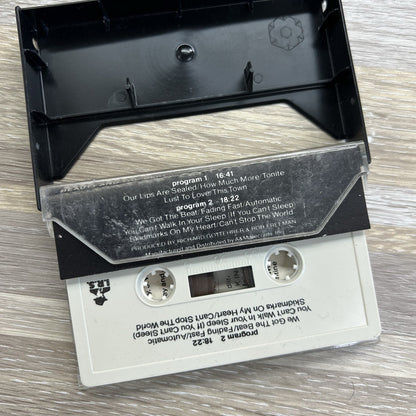 program 1 16:41
Our Lips Are Sealed/How Much More/Tonite
Lust To Love/This Town
program 2 - 18:22
We Got The Beat/Fading Fast/Automatic
You Can't Walk In Your Sleep (If You Can't Sleep)
Skidmarks On My Heart/Can't Stop The World
PRODUCED BY RICHARD GOTTEHRER & ROB FREEMAN
Manufactured and Distributed by A&M
program 2 18:22
We Got The Beat/Fading Fast/Automatic
You Can't Walk In Your Sleep (If You Can't Sleep)
Skidmarks On My Heart/Can't Stop The World